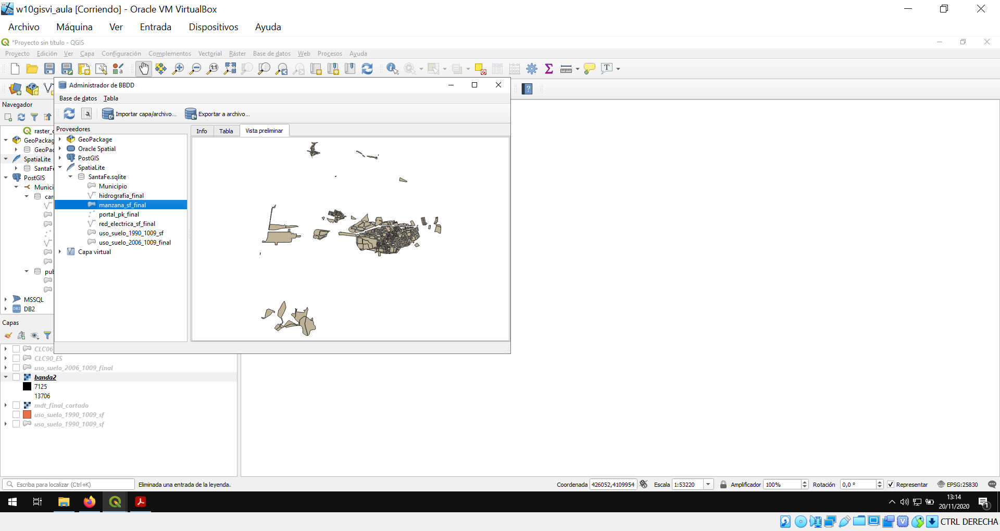 w10gisvi_aula [Corriendo] - Oracle VM VirtualBox
Archivo Máquina Ver Entrada Dispositivos Ayuda
*Proyecto sin título - QGIS
Proyecto Edición Ver Capa Configuración Complementos Vectorial Ráster Base de datos Web Procesos Ayuda
Administrador de BBDD
Base de datos Tabla
Importar capa/archivo... Exportar a archivo...
Navegador
Proveedores
Info Tabla Vista preliminar
GeoPackage
Oracle Spatial
PostGIS
SpatiaLite
SantaFe.sqlite
Municipio
hidrografia_final
manzana_sf_final
portal_pk_final
red_electrica_sf_final
uso_suelo_1990_1009_sf
uso_suelo_2006_1009_final
Capa virtual
raster_
GeoPackag
GeoPac
SpatiaLite
SantaFe
PostGIS
Munici
car
pub
MSSQL
DB2
Capas
CLC06_
CLC90_ES
uso_suelo_2006_1009_final
banda2
7125
13706
mdt_final_cortado
uso_suelo_1990_1009_sf
uso_suelo_1990_1009_sf
Escriba para localizar (Ctrl+K) Eliminada una entrada de la leyenda. Coordenada 426052,4109954 Escala 1:53220 Amplificador 100% Rotación 0,0 ° Representar EPSG:25830
13:14
20/11/2020
1
CTRL DERECHA